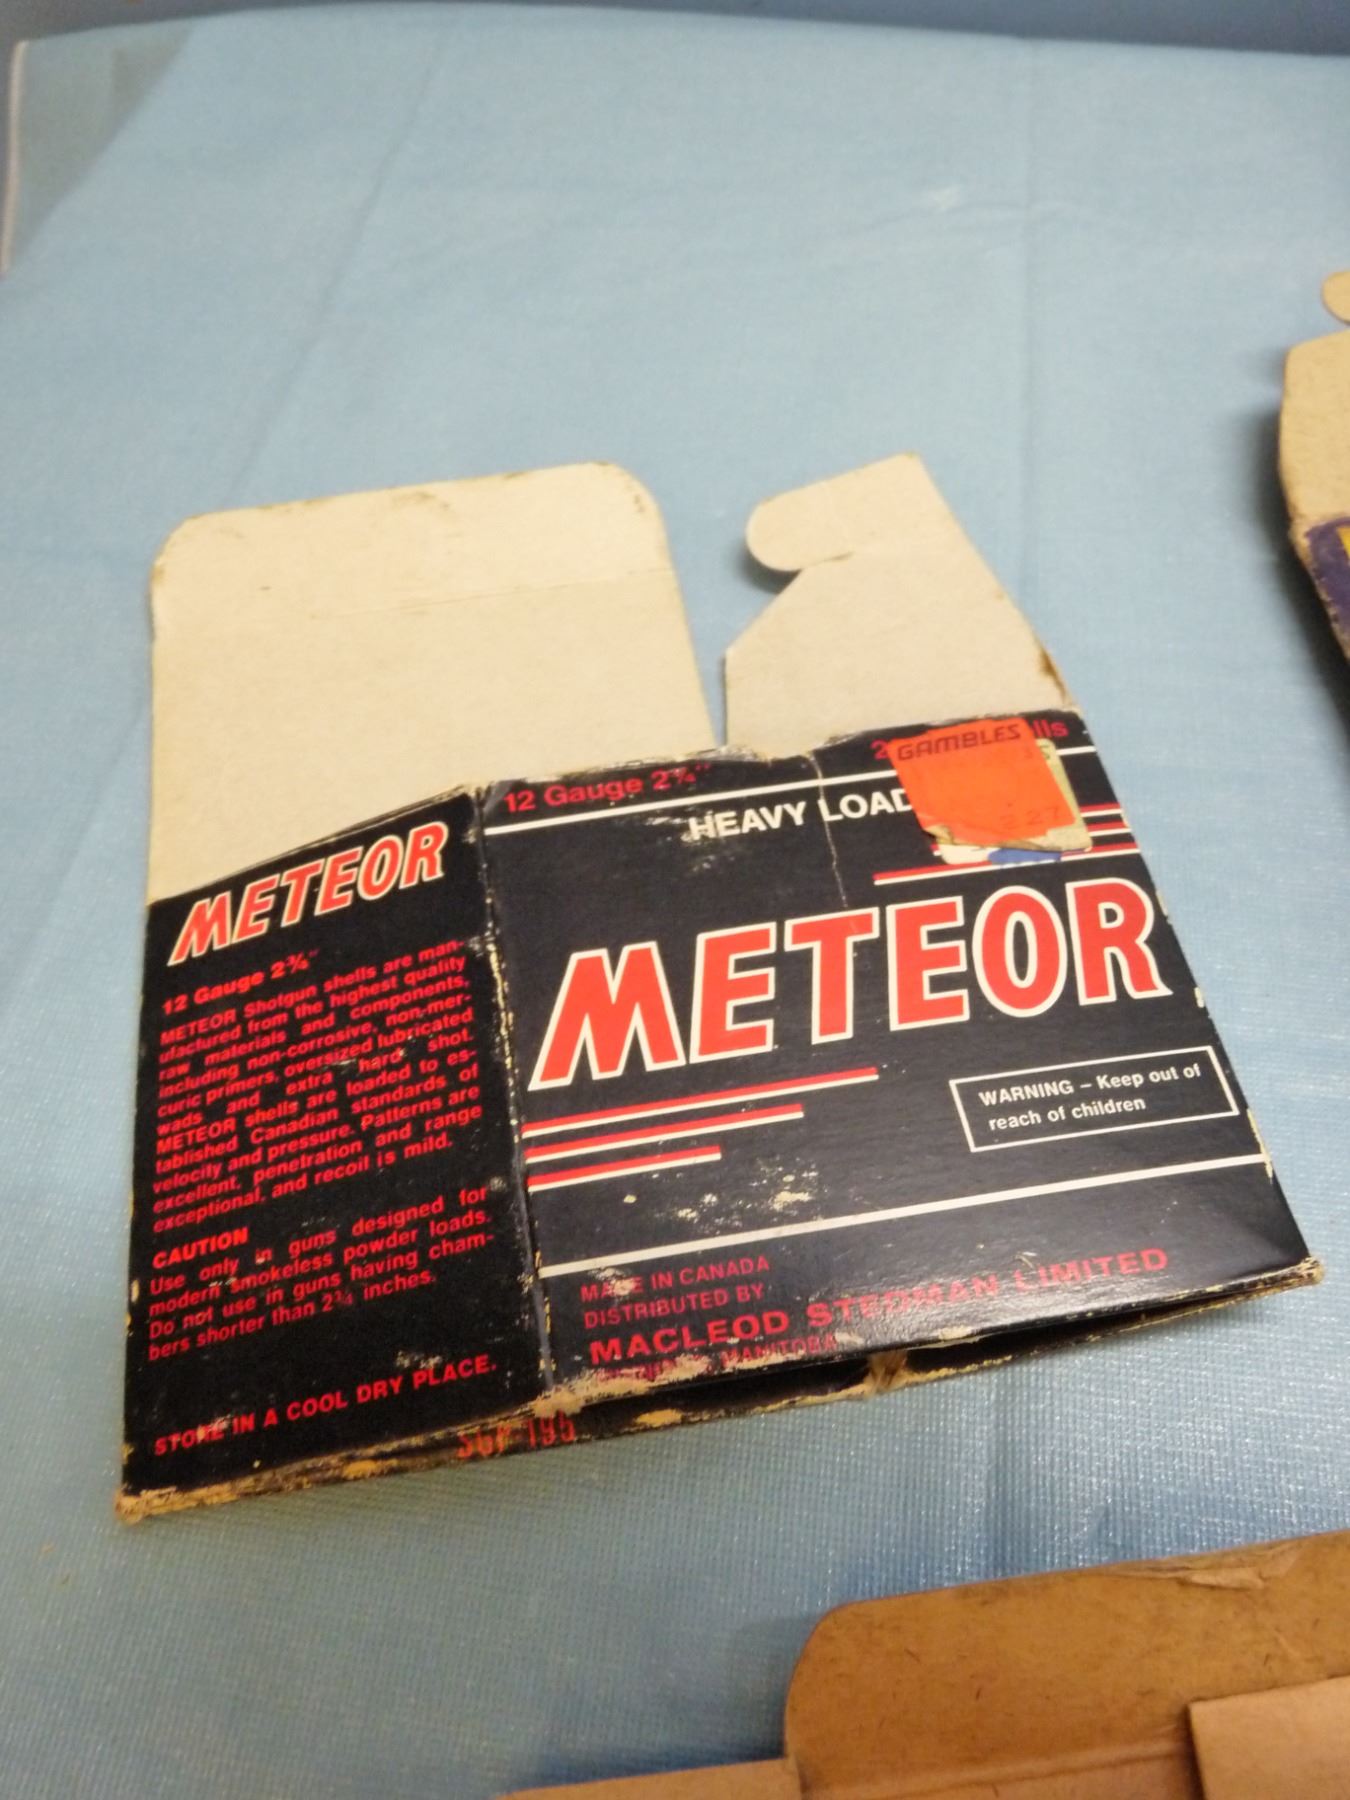 METEOR
12 Gauge 2¾"
METEOR Shotgun shells are man-
ufactured from the highest quality
raw materials and components,
including non-corrosive, non-mer-
curic primers, oversized lubricated
wads and extra hard shot.
METEOR shells are loaded to es-
tablished Canadian standards of
velocity and pressure. Patterns are
excellent, penetration and range
exceptional, and recoil is mild.
CAUTION
Use only in guns designed for
modern smokeless powder loads.
Do not use in guns having cham-
bers shorter than 2¾ inches.
STORE IN A COOL DRY PLACE.
12 Gauge 2¾"
GAMBLES
HEAVY LOAD
2.27
METEOR
WARNING – Keep out of
reach of children
MADE IN CANADA
DISTRIBUTED BY
MACLEOD STEDMAN LIMITED
MANITOBA